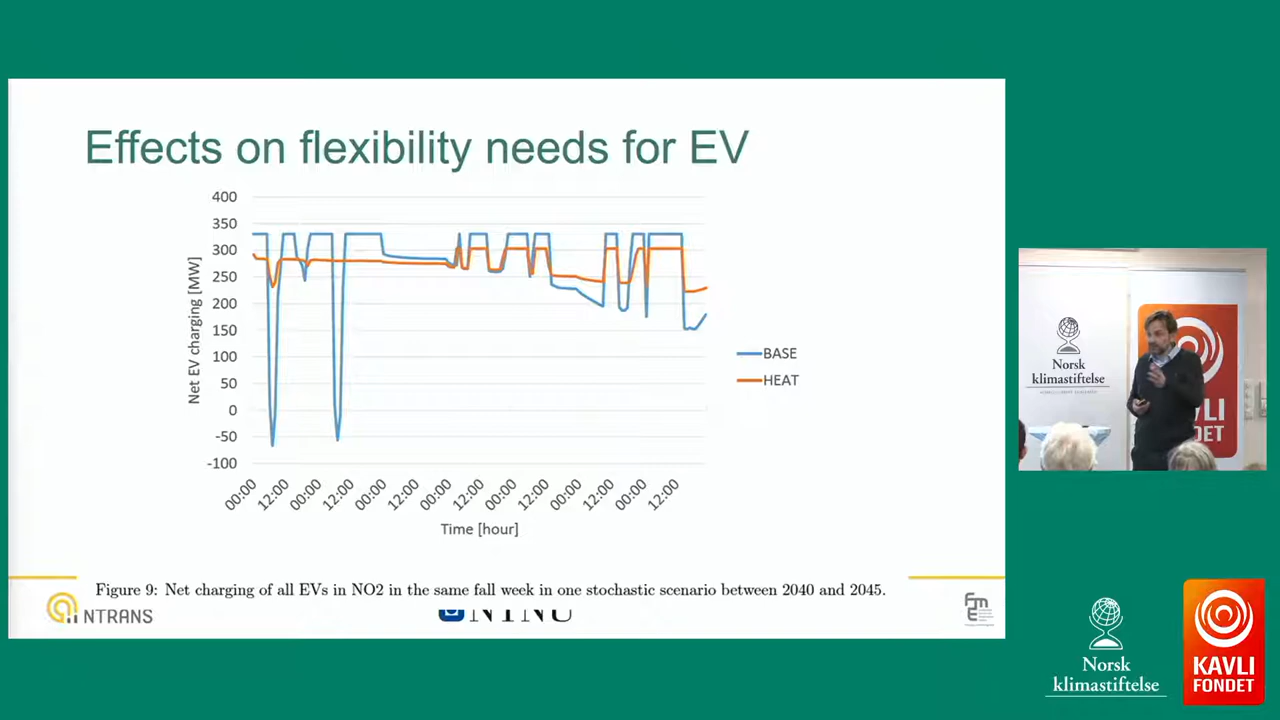 Effects on flexibility needs for EV
400
350
300
250
200
150
100
50
0
-50
-100
Net EV charging [MW]
00:00
12:00
00:00
12:00
00:00
12:00
00:00
12:00
00:00
12:00
00:00
12:00
00:00
12:00
Time [hour]
BASE
HEAT
Figure 9: Net charging of all EVs in NO2 in the same fall week in one stochastic scenario between 2040 and 2045.
NTRANS
NTNU
fme
Norsk
klimastiftelse
KAVLI
FONDET
Norsk
klimastiftelse
KAVLI
FONDET